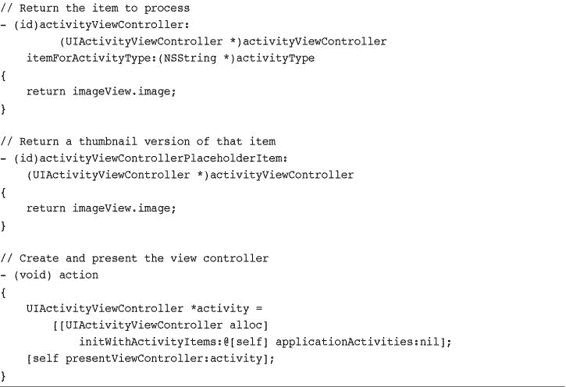 // Return the item to process
- (id)activityViewController:
        (UIActivityViewController *)activityViewController
    itemForActivityType:(NSString *)activityType
{
    return imageView.image;
}

// Return a thumbnail version of that item
- (id)activityViewControllerPlaceholderItem:
    (UIActivityViewController *)activityViewController
{
    return imageView.image;
}

// Create and present the view controller
- (void) action
{
    UIActivityViewController *activity =
        [[UIActivityViewController alloc]
            initWithActivityItems:@[self] applicationActivities:nil];
    [self presentViewController:activity];
}